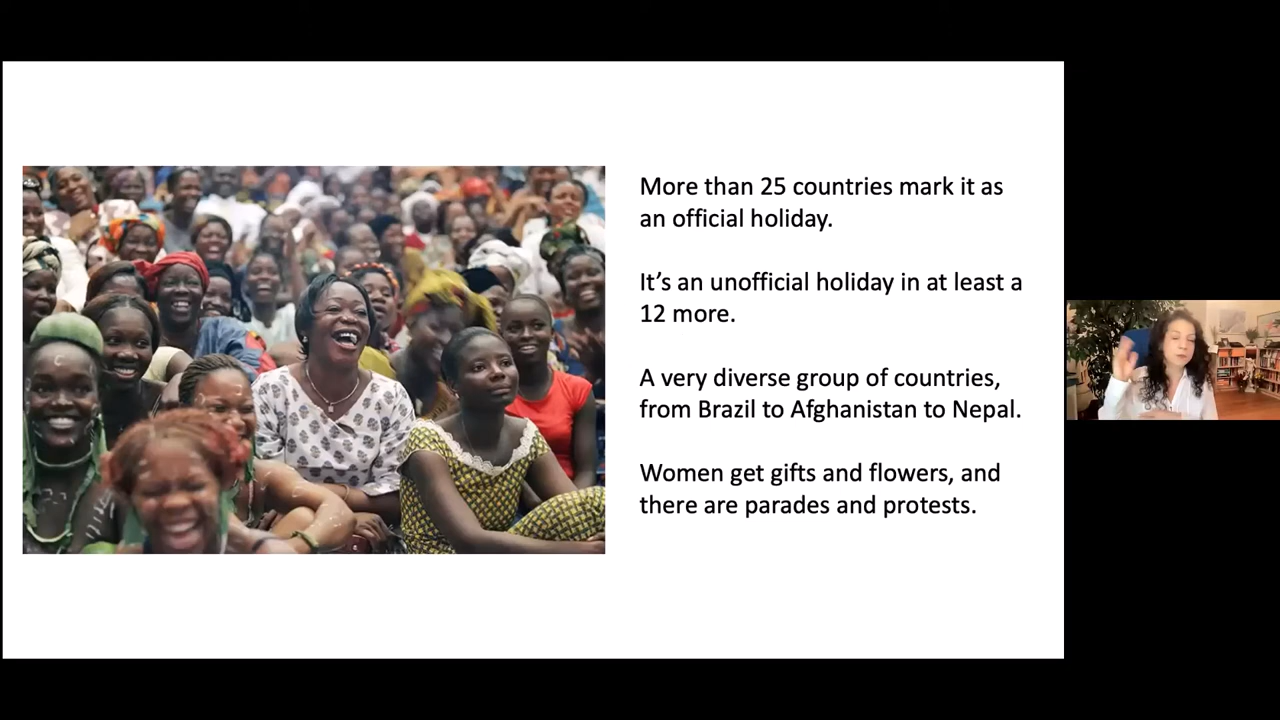 More than 25 countries mark it as
an official holiday.
It’s an unofficial holiday in at least a
12 more.
A very diverse group of countries,
from Brazil to Afghanistan to Nepal.
Women get gifts and flowers, and
there are parades and protests.